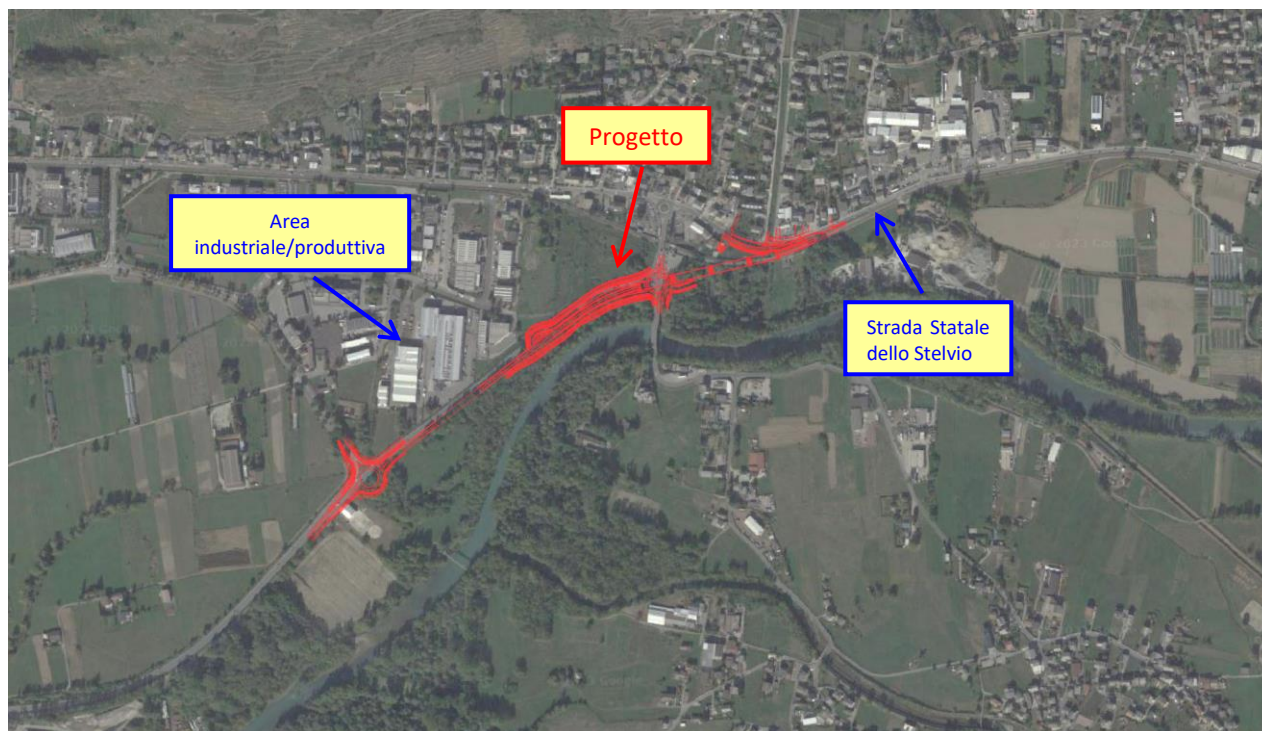 Progetto
Area
industriale/produttiva
Strada Statale
dello Stelvio